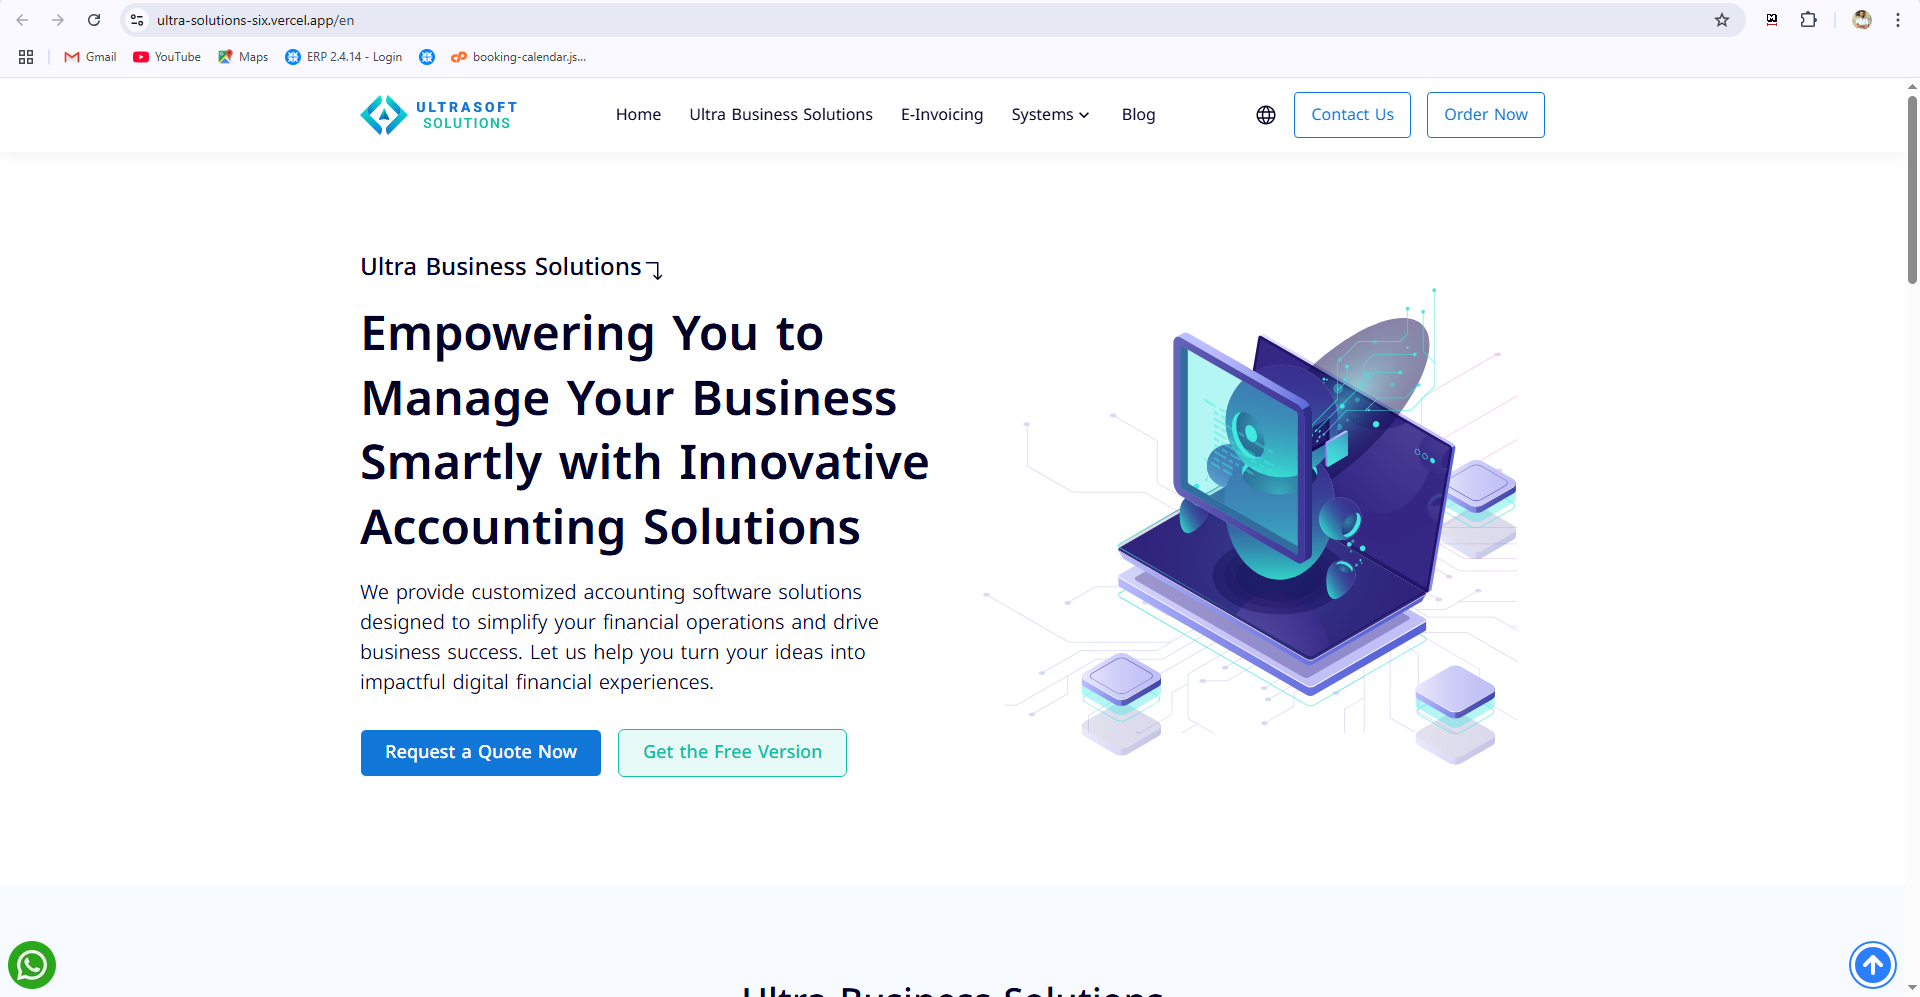 ultra-solutions-six.vercel.app/en
Gmail
YouTube
Maps
ERP 2.4.14 - Login
booking-calendar.js...
ULTRASOFT
SOLUTIONS
Home
Ultra Business Solutions
E-Invoicing
Systems
Blog
Contact Us
Order Now
Ultra Business Solutions
Empowering You to
Manage Your Business
Smartly with Innovative
Accounting Solutions
We provide customized accounting software solutions
designed to simplify your financial operations and drive
business success. Let us help you turn your ideas into
impactful digital financial experiences.
Request a Quote Now
Get the Free Version
Ultra Business Solutions